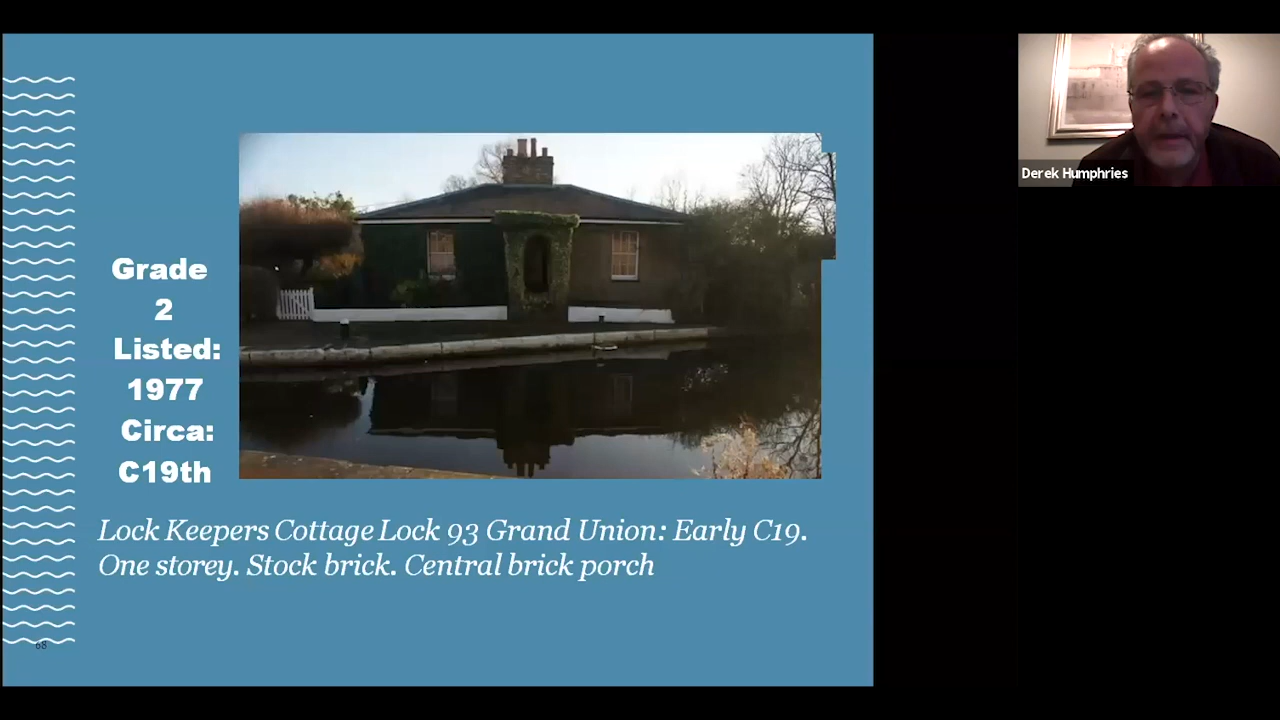 Grade
2
Listed:
1977
Circa:
C19th
Lock Keepers Cottage Lock 93 Grand Union: Early C19.
One storey. Stock brick. Central brick porch
68
Derek Humphries